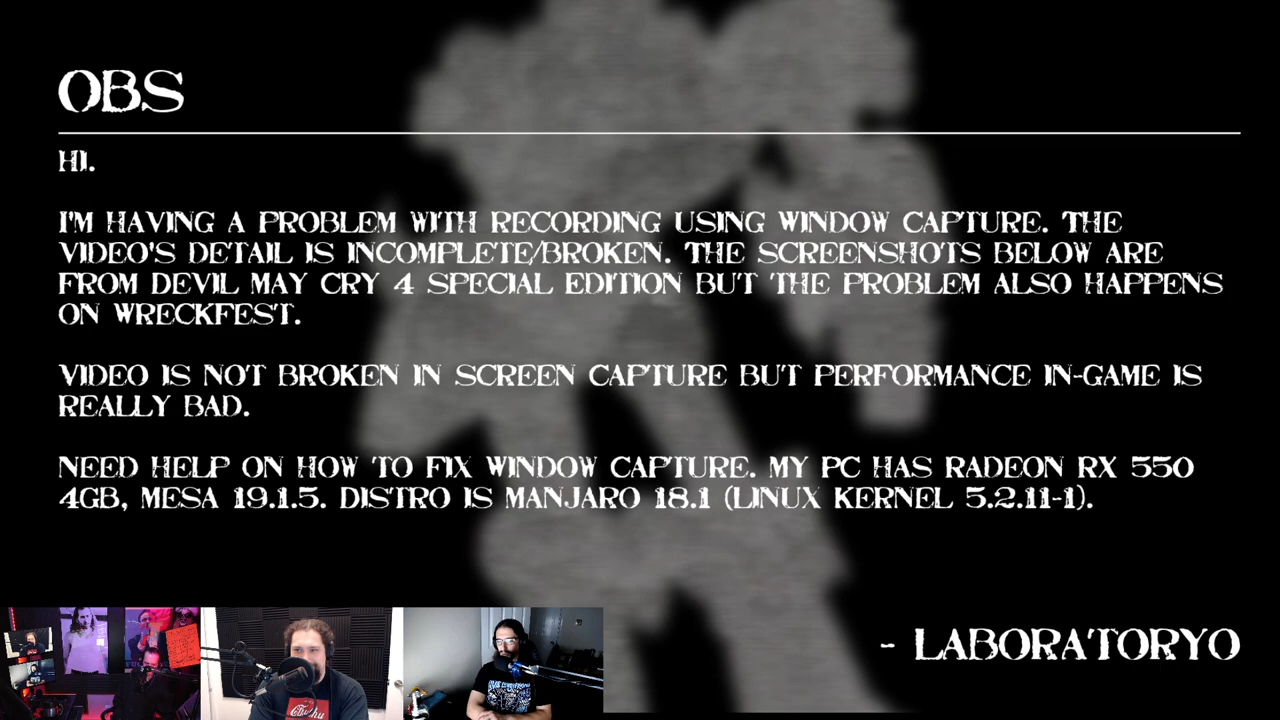 OBS
HI.
I'M HAVING A PROBLEM WITH RECORDING USING WINDOW CAPTURE. THE
VIDEO'S DETAIL IS INCOMPLETE/BROKEN. THE SCREENSHOTS BELOW ARE
FROM DEVIL MAY CRY 4 SPECIAL EDITION BUT THE PROBLEM ALSO HAPPENS
ON WRECKFEST.
VIDEO IS NOT BROKEN IN SCREEN CAPTURE BUT PERFORMANCE IN-GAME IS
REALLY BAD.
NEED HELP ON HOW TO FIX WINDOW CAPTURE. MY PC HAS RADEON RX 550
4GB, MESA 19.1.5. DISTRO IS MANJARO 18.1 (LINUX KERNEL 5.2.11-1).
- LABORATORYO